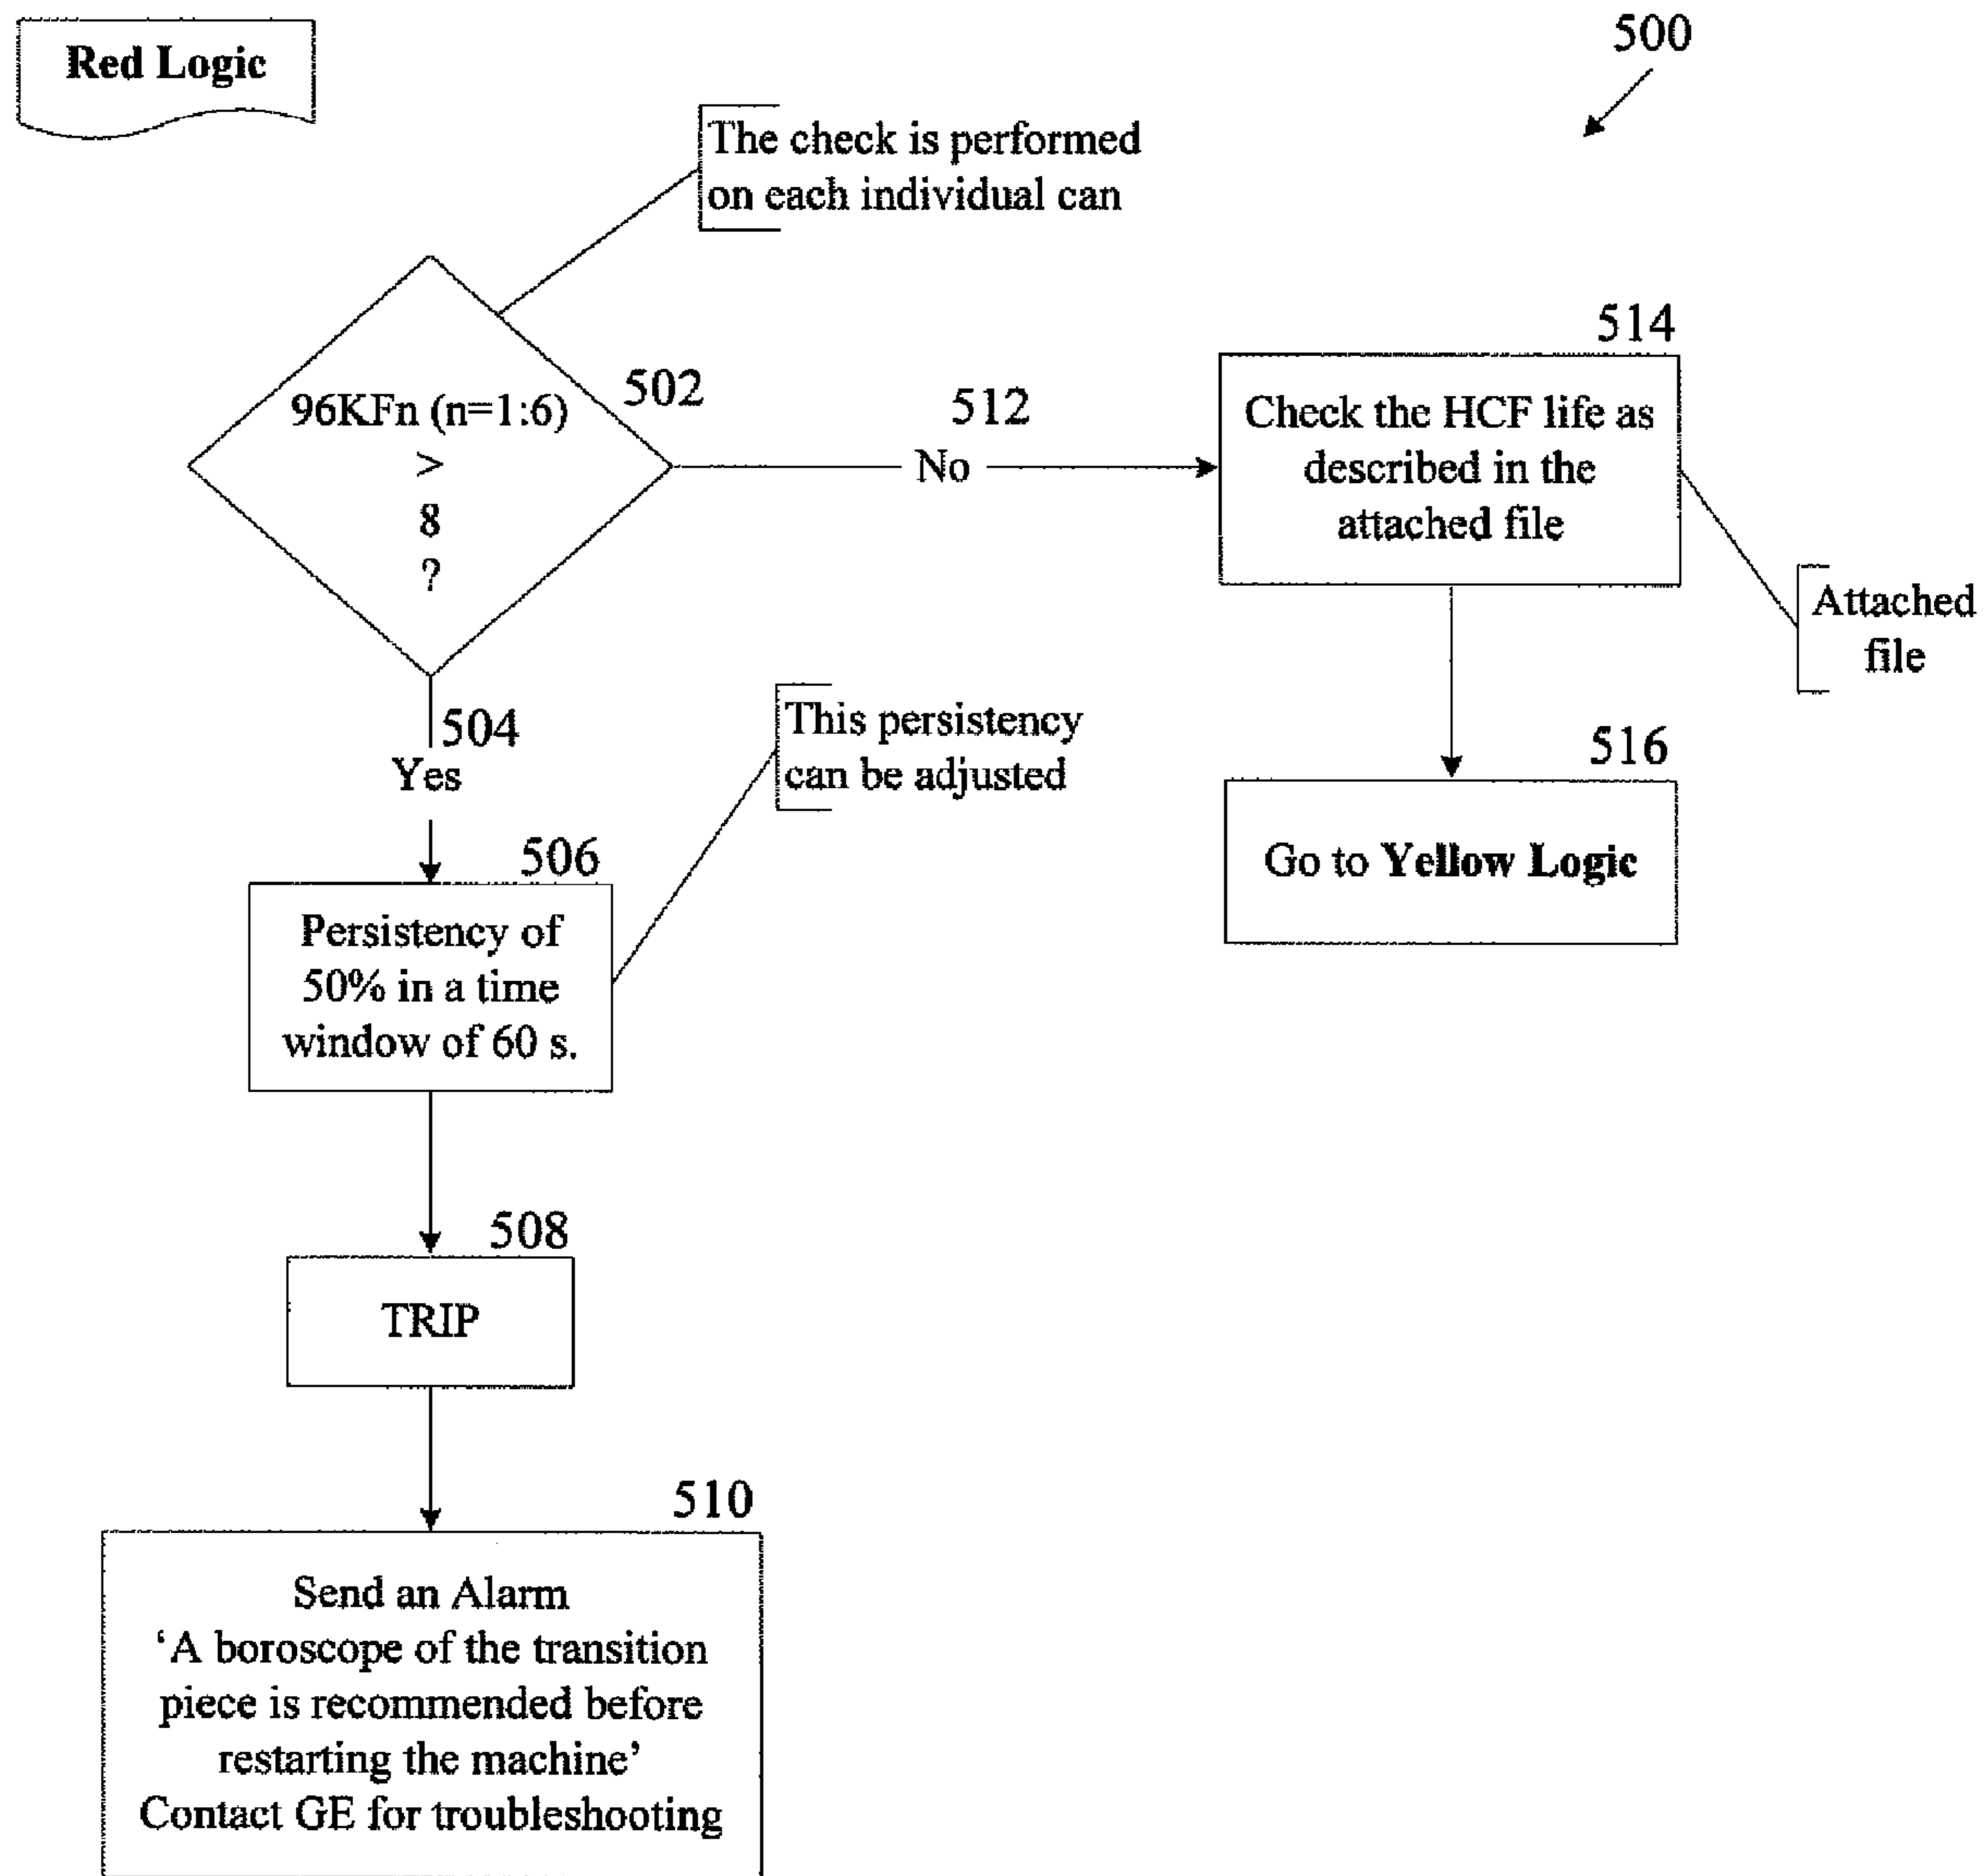 Red Logic
500
The check is performed
on each individual can
96KFn (n=1:6)
>
8
?
502
512
No
514
Check the HCF life as
described in the
attached file
Attached
file
504
Yes
This persistency
can be adjusted
516
Go to Yellow Logic
506
Persistency of
50% in a time
window of 60 s.
508
TRIP
510
Send an Alarm
‘A boroscope of the transition
piece is recommended before
restarting the machine’
Contact GE for troubleshooting